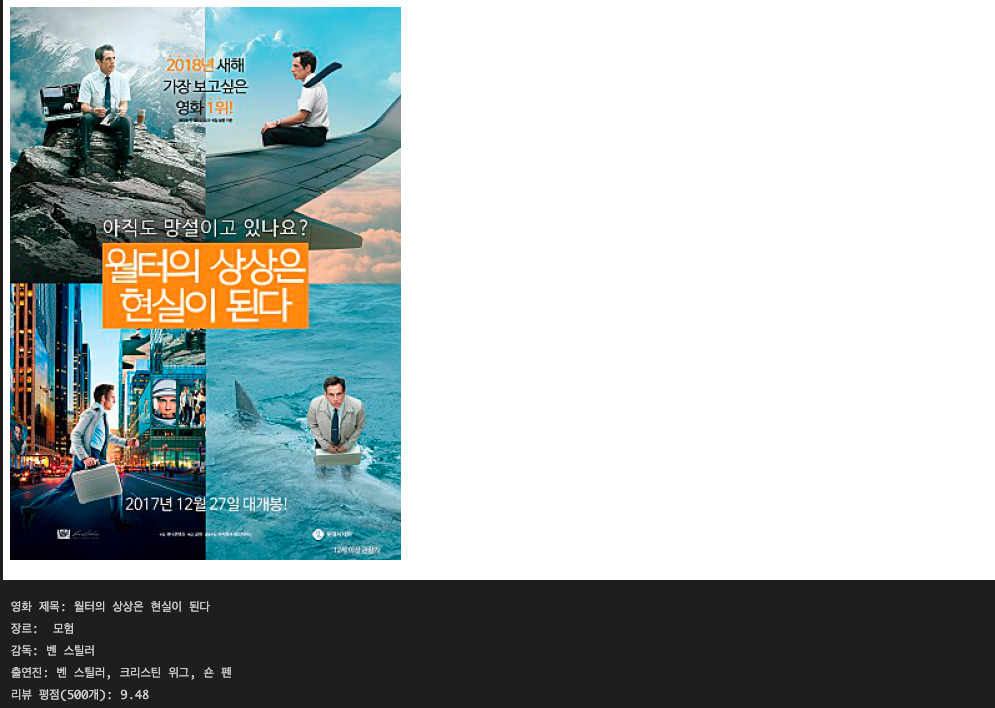 2018년 새해
가장 보고싶은
영화 1위!
아직도 망설이고 있나요?
월터의 상상은
현실이 된다
2017년 12월 27일 대개봉!
12세이상관람가
영화 제목: 월터의 상상은 현실이 된다
장르: 모험
감독: 벤 스틸러
출연진: 벤 스틸러, 크리스틴 위그, 숀 펜
리뷰 평점(500개): 9.48